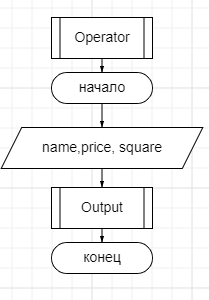 Operator
начало
name,price, square
Output
конец